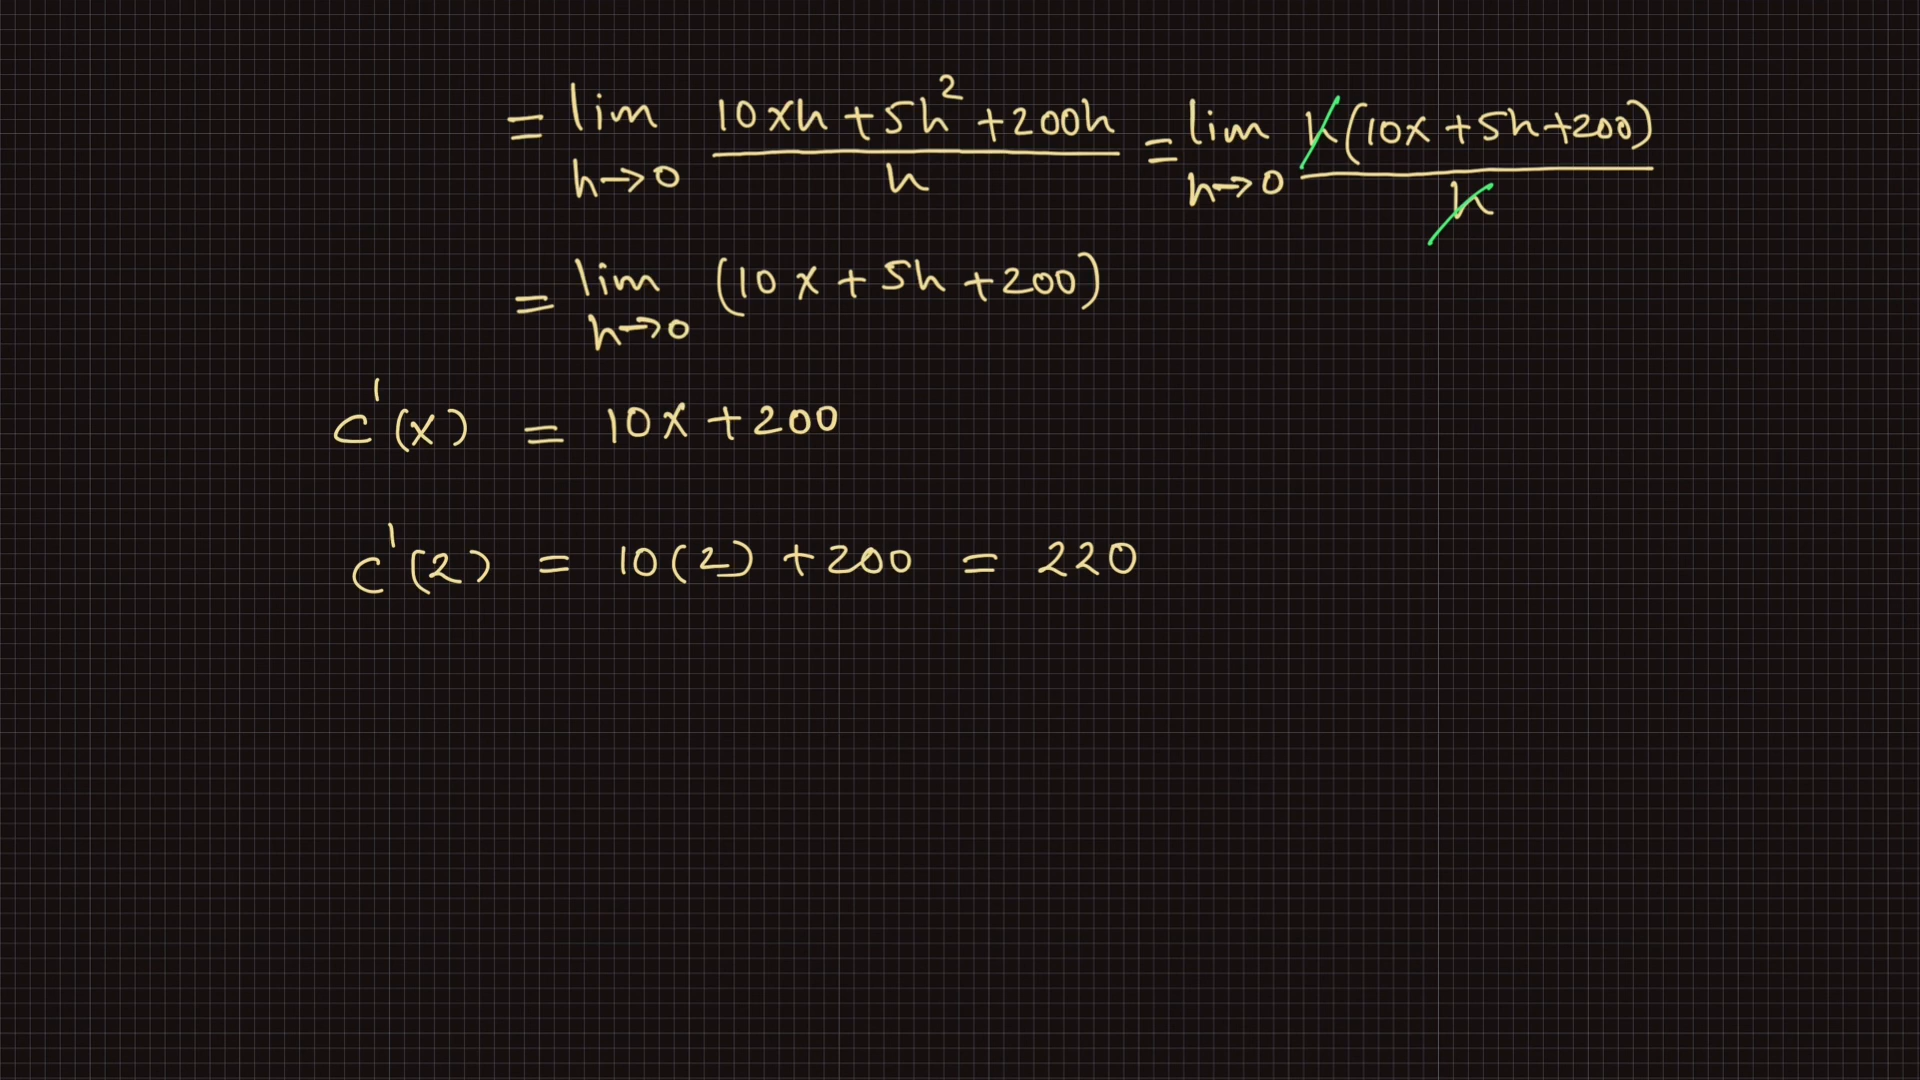 = lim h→0 (10xh + 5h² + 200h)/h = lim h→0 h(10x + 5h + 200)/h
= lim h→0 (10x + 5h + 200)
C'(x) = 10x + 200
C'(2) = 10(2) + 200 = 220